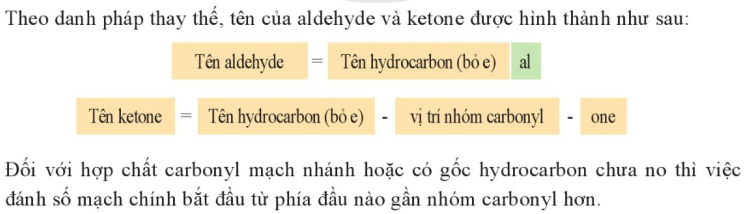 Theo danh pháp thay thế, tên của aldehyde và ketone được hình thành như sau:
Tên aldehyde = Tên hydrocarbon (bỏ e) al
Tên ketone = Tên hydrocarbon (bỏ e) - vị trí nhóm carbonyl - one
Đối với hợp chất carbonyl mạch nhánh hoặc có gốc hydrocarbon chưa no thì việc
đánh số mạch chính bắt đầu từ phía đầu nào gần nhóm carbonyl hơn.